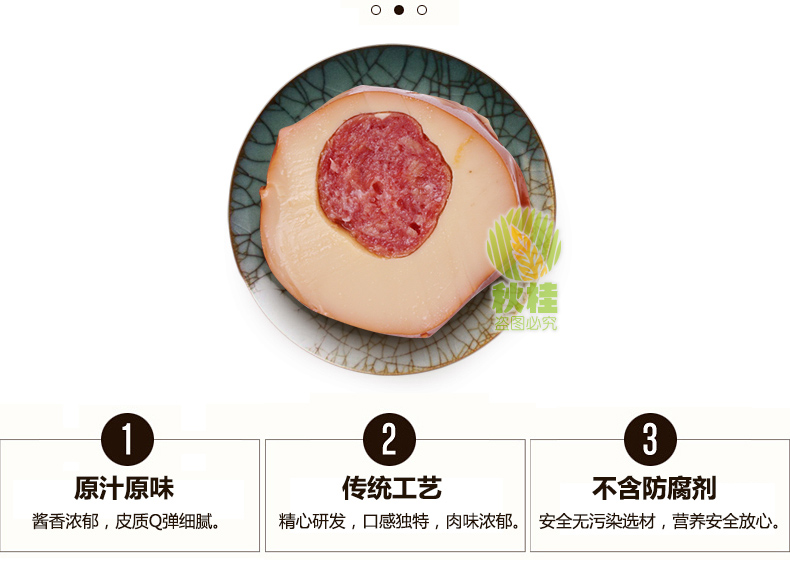 秋桂
盗图必究
1
2
3
原汁原味
传统工艺
不含防腐剂
酱香浓郁，皮质Q弹细腻。
精心研发，口感独特，肉味浓郁。
安全无污染选材，营养安全放心。